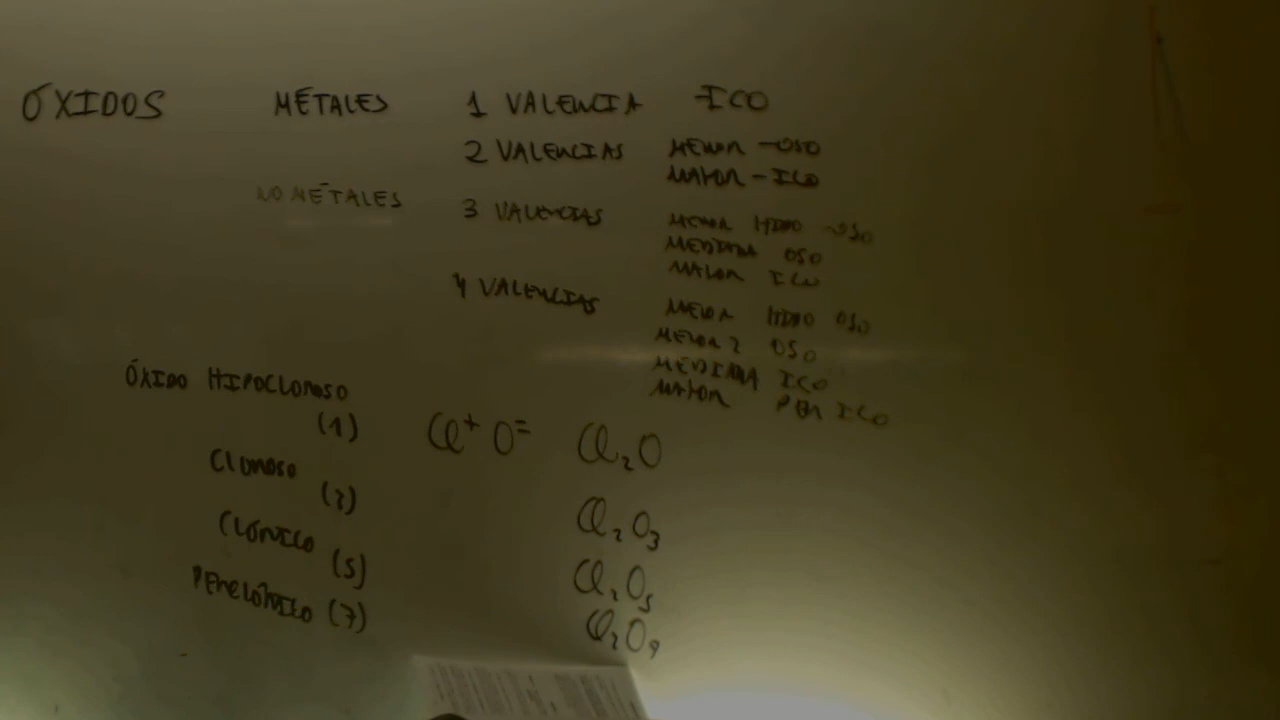 ÓXIDOS MÉTALES 1 VALENCIA -ICO
2 VALENCIAS MENOR -OSO
MAYOR -ICO
NO METALES 3 VALENCIAS MENOR HIPO -OSO
MEDIANA OSO
MAYOR ICO
4 VALENCIAS MENOR HIPO OSO
MENOR 2 OSO
MEDIANA ICO
MAYOR PER ICO
ÓXIDO HIPOCLOROSO
(1) Cl⁺ O⁼ Cl₂O
CLOROSO
(3) Cl₂O₃
CLÓRICO (5) Cl₂O₅
PERCLÓRICO (7)